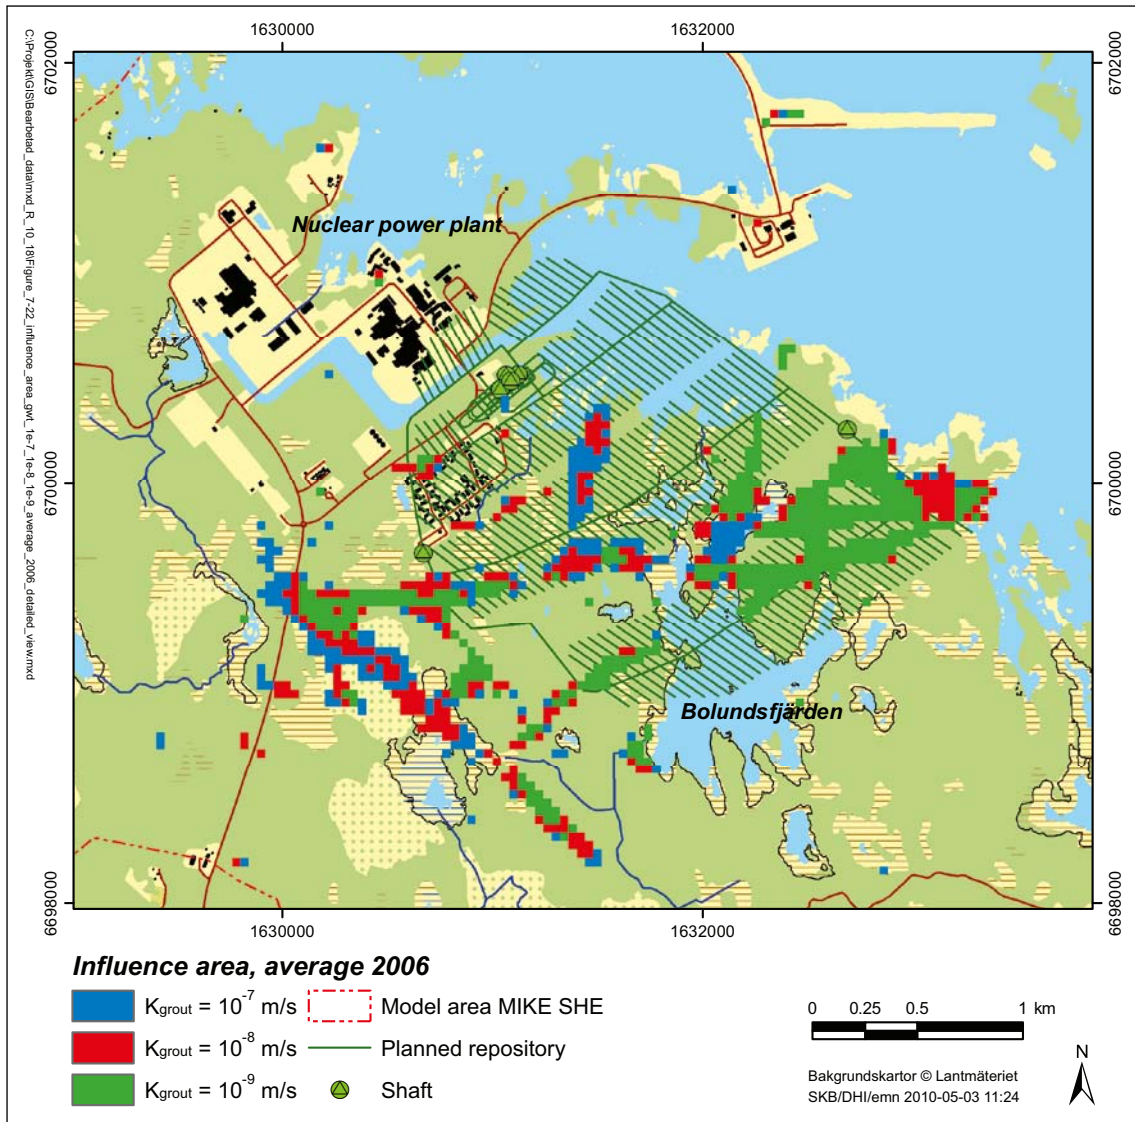 1630000 1632000
6702000 6702000
C:\Projekt\GIS\Bearbetad_data\mxd_R_10_18\Figure_7-22_influence_area_gwt_1e-7_1e-8_1e-9_average_2006_detailed_view.mxd
Nuclear power plant
6700000 6700000
Bolundsfjärden
6698000 6698000
1630000 1632000
Influence area, average 2006
Kgrout = 10-7 m/s Model area MIKE SHE
Kgrout = 10-8 m/s Planned repository
Kgrout = 10-9 m/s Shaft
0 0.25 0.5 1 km
Bakgrundskartor © Lantmäteriet
SKB/DHI/emn 2010-05-03 11:24
N